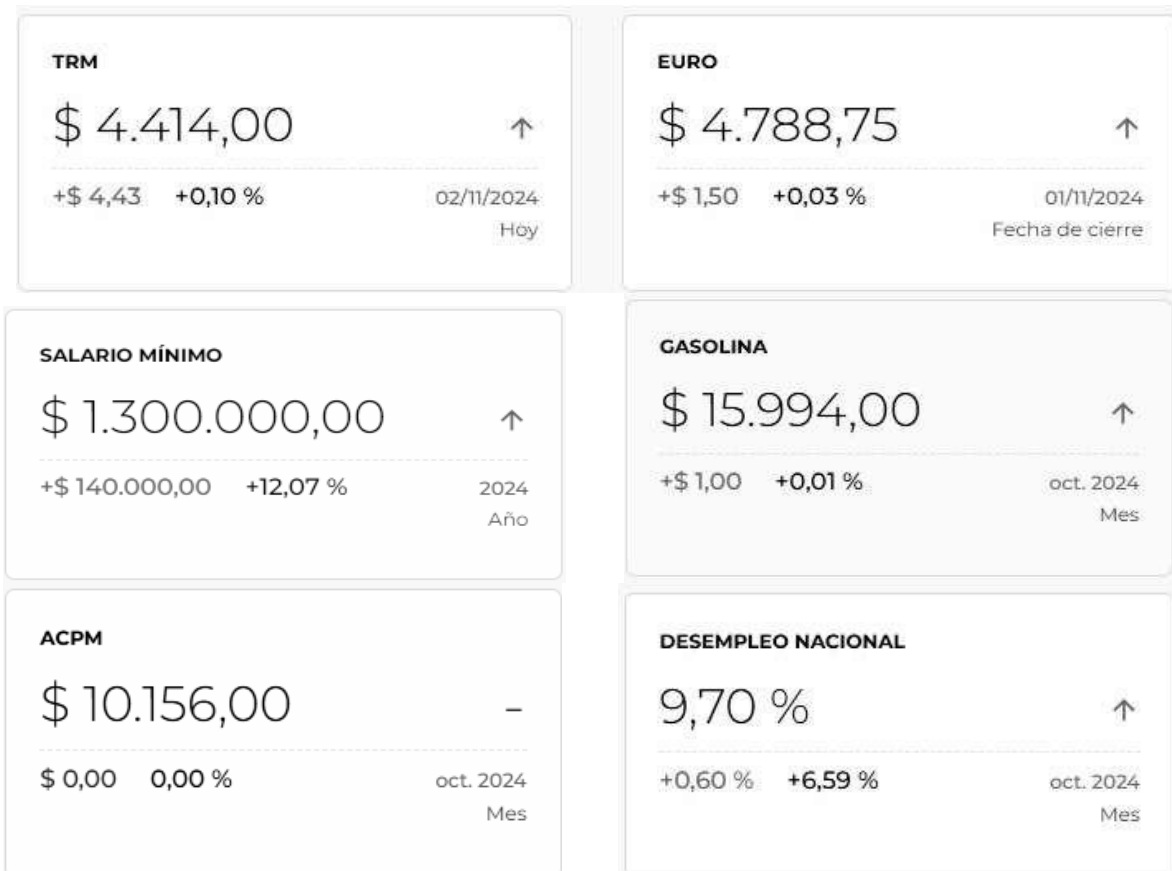 TRM
$ 4.414,00
+$ 4,43 +0,10 % 02/11/2024
Hoy
EURO
$ 4.788,75
+$ 1,50 +0,03 % 01/11/2024
Fecha de cierre
SALARIO MÍNIMO
$ 1.300.000,00
+$ 140.000,00 +12,07 % 2024
Año
GASOLINA
$ 15.994,00
+$ 1,00 +0,01 % oct. 2024
Mes
ACPM
$ 10.156,00
$ 0,00 0,00 % oct. 2024
Mes
DESEMPLEO NACIONAL
9,70 %
+0,60 % +6,59 % oct. 2024
Mes